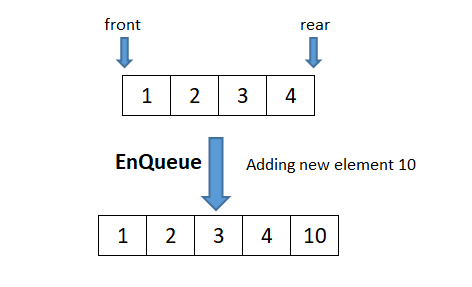 front rear
1 2 3 4
EnQueue Adding new element 10
1 2 3 4 10